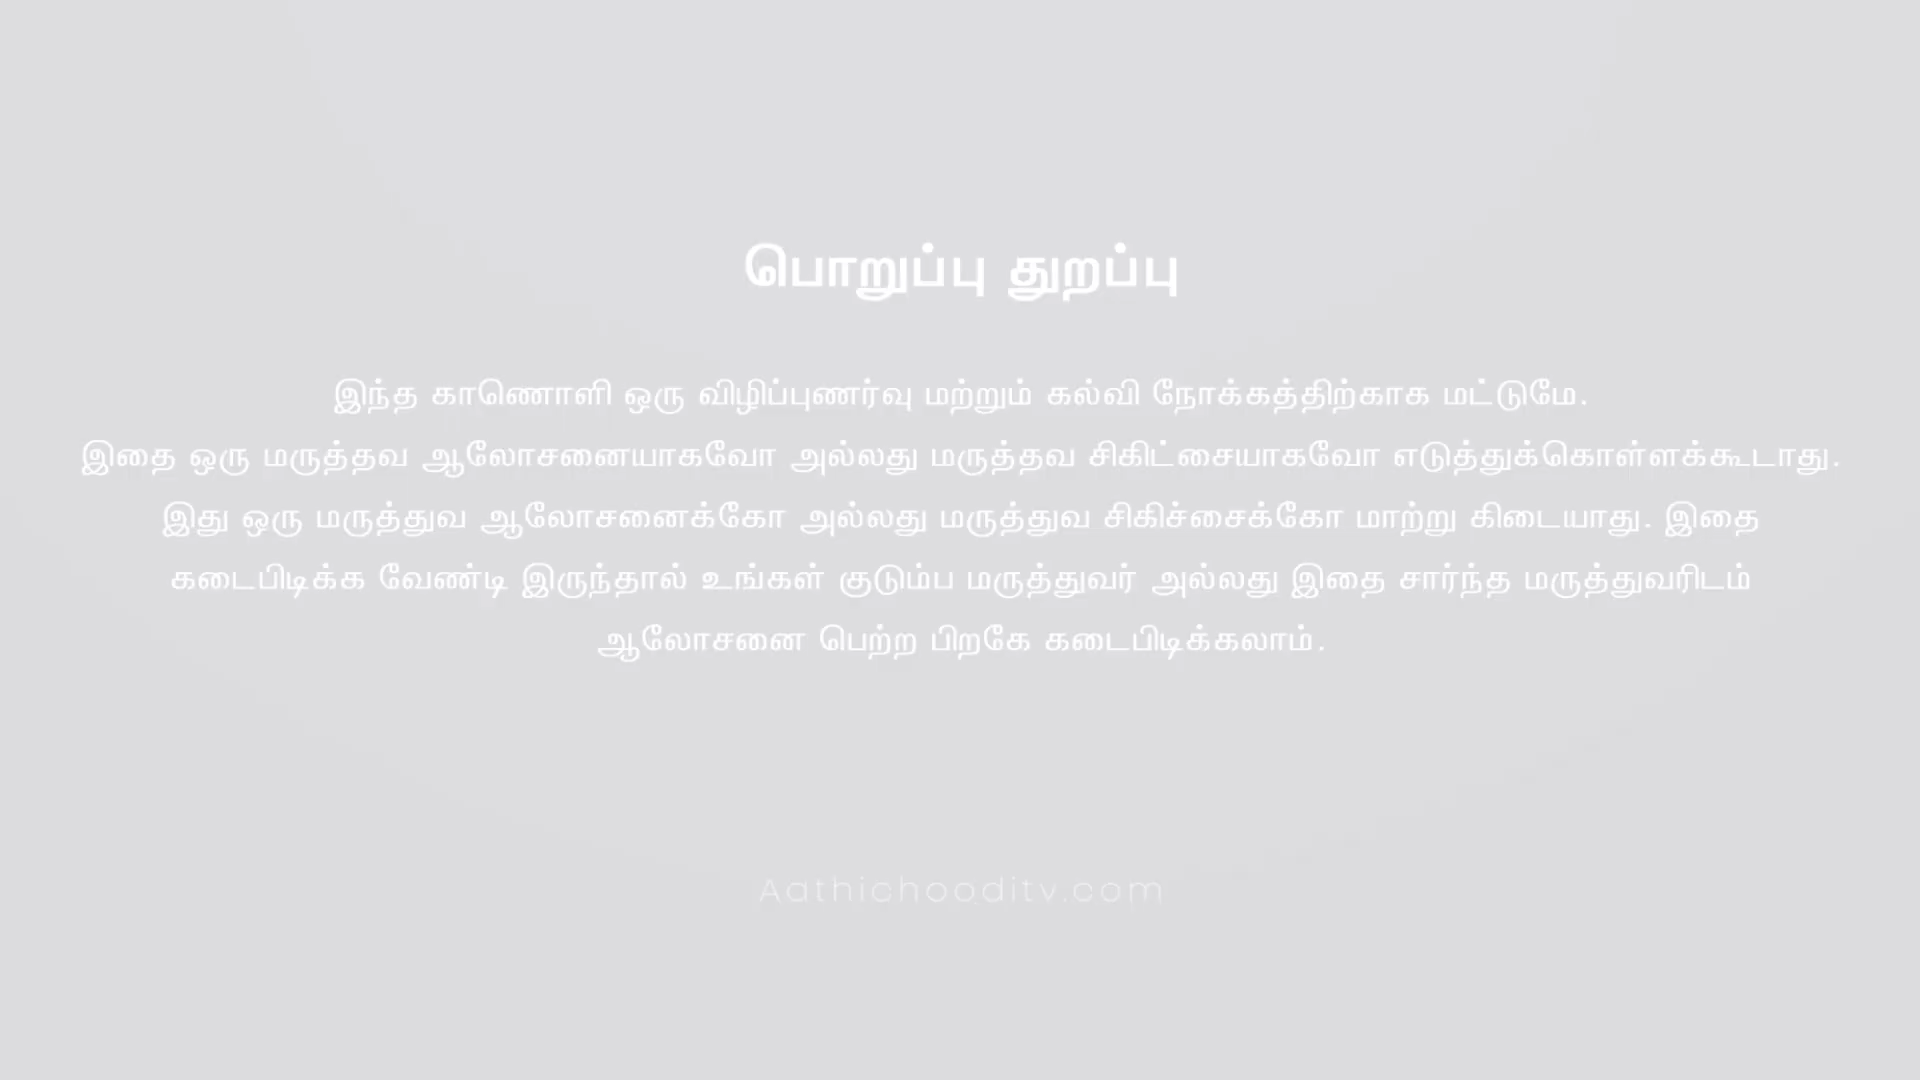 பொறுப்பு துறப்பு
இந்த காணொளி ஒரு விழிப்புணர்வு மற்றும் கல்வி நோக்கத்திற்காக மட்டுமே.
இதை ஒரு மருத்தவ ஆலோசனையாகவோ அல்லது மருத்தவ சிகிட்சையாகவோ எடுத்துக்கொள்ளக்கூடாது.
இது ஒரு மருத்துவ ஆலோசனைக்கோ அல்லது மருத்துவ சிகிச்சைக்கோ மாற்று கிடையாது. இதை
கடைபிடிக்க வேண்டி இருந்தால் உங்கள் குடும்ப மருத்துவர் அல்லது இதை சார்ந்த மருத்துவரிடம்
ஆலோசனை பெற்ற பிறகே கடைபிடிக்கலாம்.
Aathichooditv.com